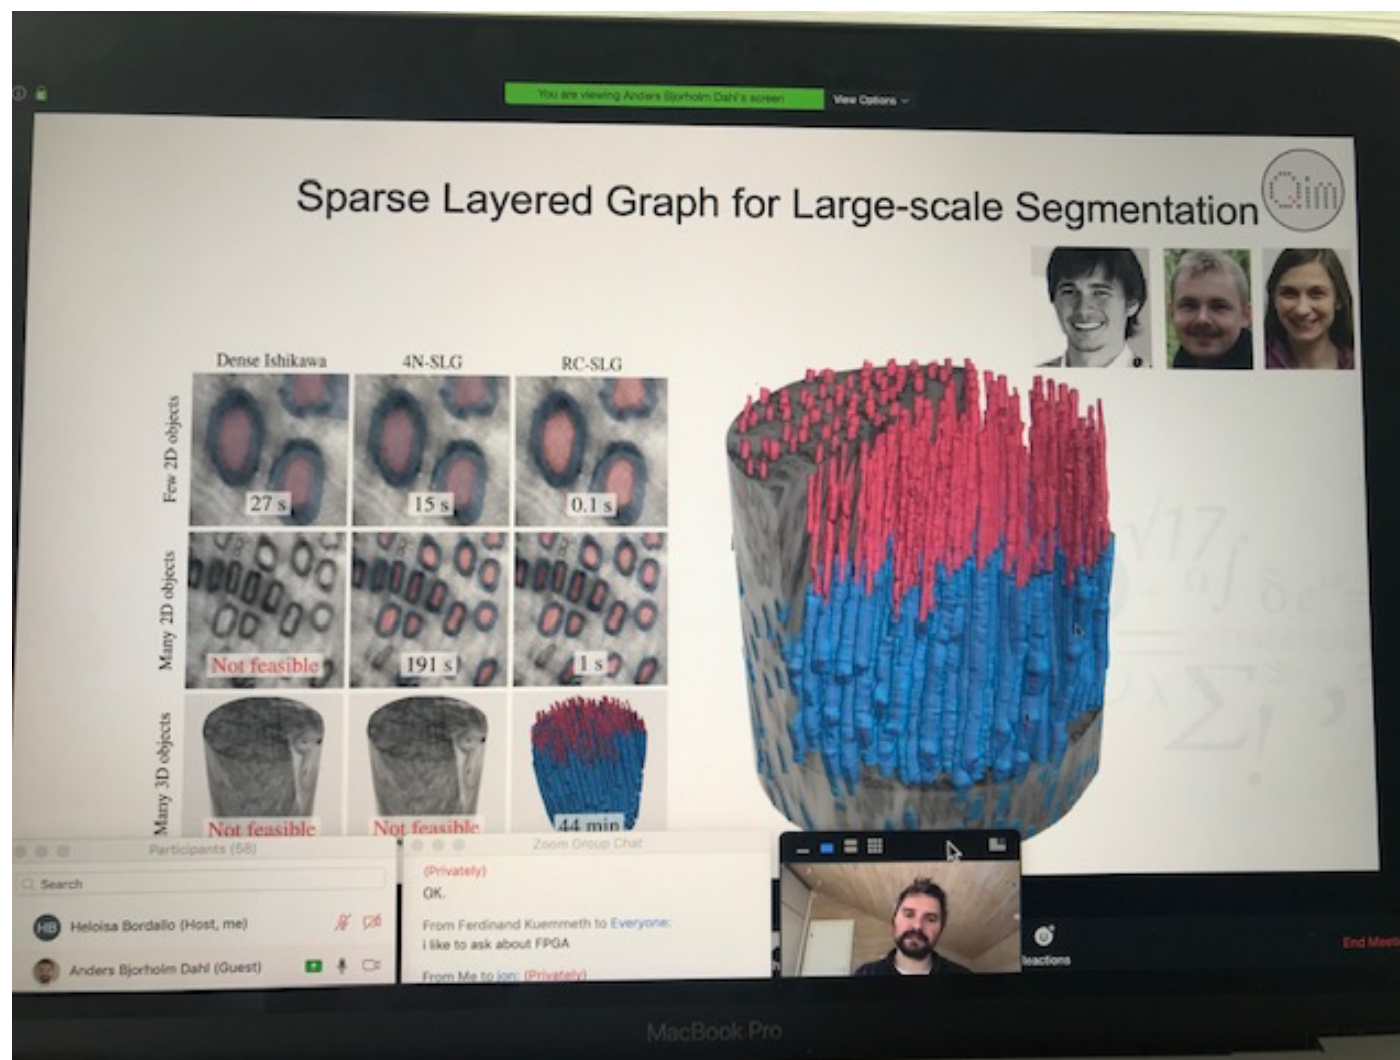 You are viewing Anders Bjorholm Dahl's screen
View Options
Sparse Layered Graph for Large-scale Segmentation
Qim
Dense Ishikawa
4N-SLG
RC-SLG
Few 2D objects
27 s
15 s
0.1 s
Many 2D objects
Not feasible
191 s
1 s
Many 3D objects
Not feasible
Not feasible
44 min
√17
Participants (58)
Search
HB
Heloisa Bordallo (Host, me)
Anders Bjorholm Dahl (Guest)
Zoom Group Chat
(Privately)
OK.
From Ferdinand Kuemmeth to Everyone:
i like to ask about FPGA
From Me to jon: (Privately)
Reactions
End Meeti
MacBook Pro